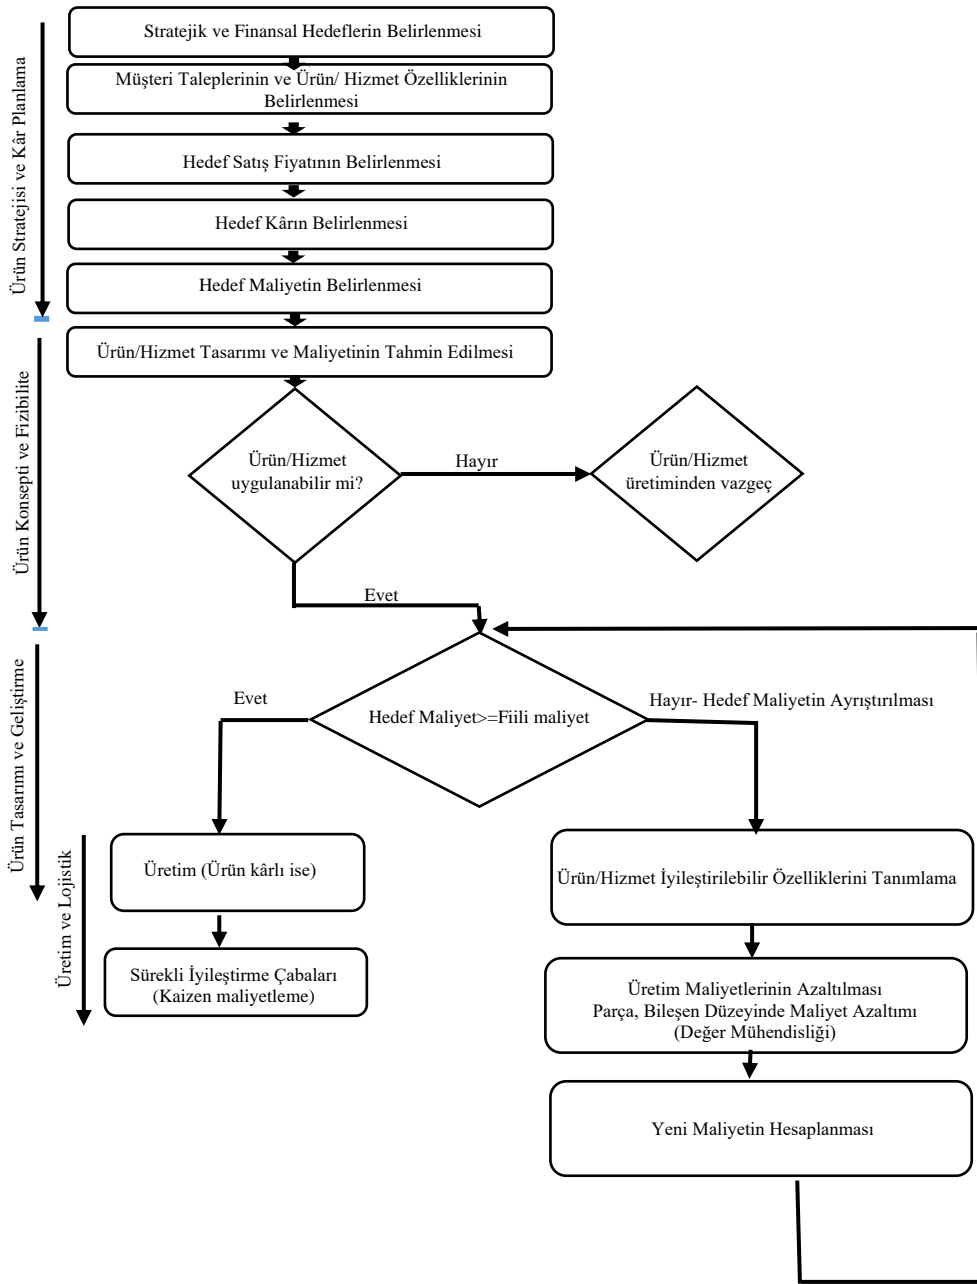 Stratejik ve Finansal Hedeflerin Belirlenmesi
Müşteri Taleplerinin ve Ürün/ Hizmet Özelliklerinin
Belirlenmesi
Hedef Satış Fiyatının Belirlenmesi
Hedef Kârın Belirlenmesi
Hedef Maliyetin Belirlenmesi
Ürün Stratejisi ve Kâr Planlama
Ürün/Hizmet Tasarımı ve Maliyetinin Tahmin Edilmesi
Ürün/Hizmet
uygulanabilir mi?
Hayır
Ürün/Hizmet
üretiminden vazgeç
Ürün Konsepti ve Fizibilite
Evet
Evet
Hedef Maliyet>=Fiili maliyet
Hayır- Hedef Maliyetin Ayrıştırılması
Ürün Tasarımı ve Geliştirme
Üretim ve Lojistik
Üretim (Ürün kârlı ise)
Sürekli İyileştirme Çabaları
(Kaizen maliyetleme)
Ürün/Hizmet İyileştirilebilir Özelliklerini Tanımlama
Üretim Maliyetlerinin Azaltılması
Parça, Bileşen Düzeyinde Maliyet Azaltımı
(Değer Mühendisliği)
Yeni Maliyetin Hesaplanması